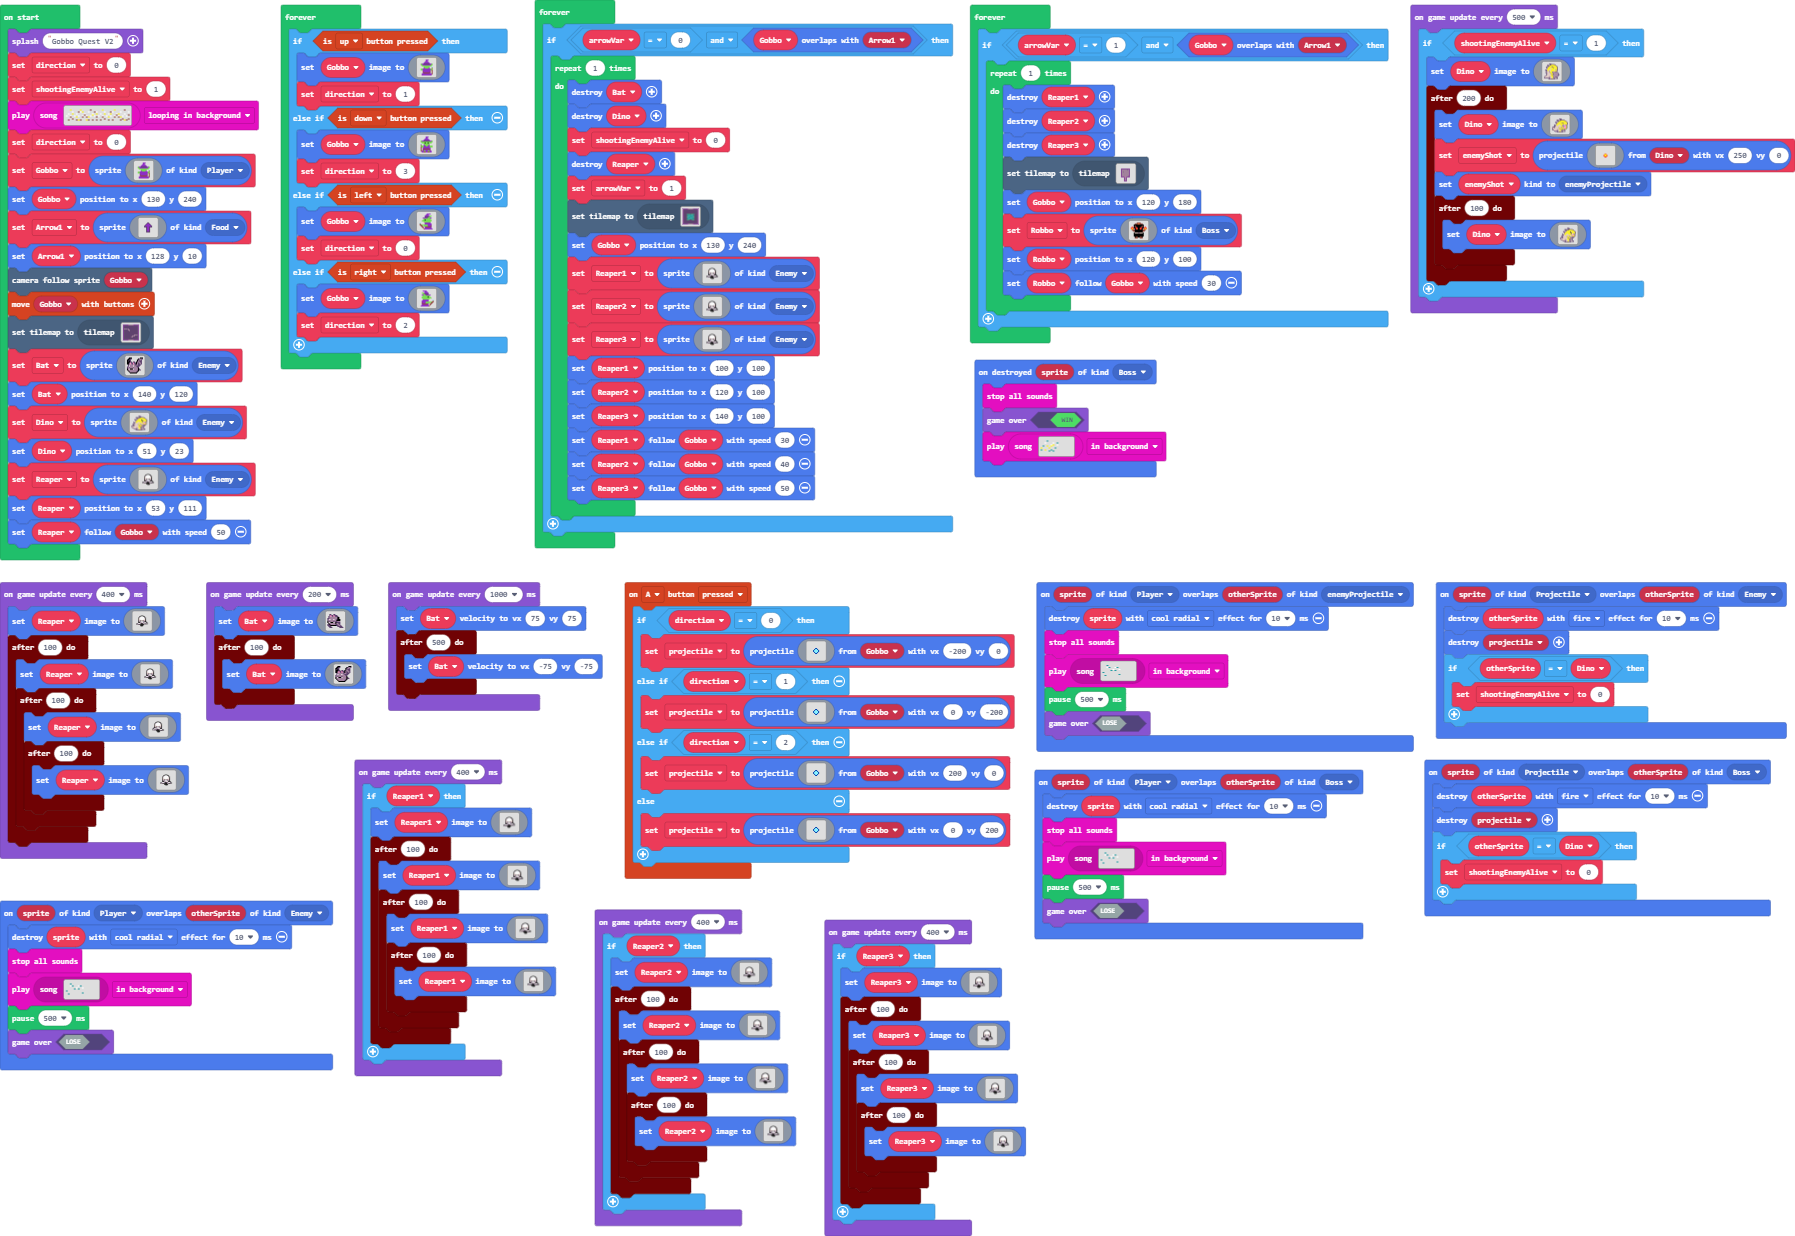 on start
splash "Gobbo Quest V2"
set direction to 0
set shootingEnemyAlive to 1
play song looping in background
set direction to 0
set Gobbo to sprite of kind Player
set Gobbo position to x 130 y 240
set Arrow1 to sprite of kind Food
set Arrow1 position to x 128 y 10
camera follow sprite Gobbo
move Gobbo with buttons
set tilemap to tilemap
set Bat to sprite of kind Enemy
set Bat position to x 140 y 120
set Dino to sprite of kind Enemy
set Dino position to x 51 y 23
set Reaper to sprite of kind Enemy
set Reaper position to x 53 y 111
set Reaper follow Gobbo with speed 50
forever
if is up button pressed then
set Gobbo image to
set direction to 1
else if is down button pressed then
set Gobbo image to
set direction to 3
else if is left button pressed then
set Gobbo image to
set direction to 0
else if is right button pressed then
set Gobbo image to
set direction to 2
forever
if arrowVar = 0 and Gobbo overlaps with Arrow1 then
repeat 1 times
do destroy Bat
destroy Dino
set shootingEnemyAlive to 0
destroy Reaper
set arrowVar to 1
set tilemap to tilemap
set Gobbo position to x 130 y 240
set Reaper1 to sprite of kind Enemy
set Reaper2 to sprite of kind Enemy
set Reaper3 to sprite of kind Enemy
set Reaper1 position to x 100 y 100
set Reaper2 position to x 120 y 100
set Reaper3 position to x 140 y 100
set Reaper1 follow Gobbo with speed 30
set Reaper2 follow Gobbo with speed 40
set Reaper3 follow Gobbo with speed 50
forever
if arrowVar = 1 and Gobbo overlaps with Arrow1 then
repeat 1 times
do destroy Reaper1
destroy Reaper2
destroy Reaper3
set tilemap to tilemap
set Gobbo position to x 120 y 180
set Robbo to sprite of kind Boss
set Robbo position to x 120 y 100
set Robbo follow Gobbo with speed 30
on destroyed sprite of kind Boss
stop all sounds
game over WIN
play song in background
on game update every 500 ms
if shootingEnemyAlive = 1 then
set Dino image to
after 200 do
set Dino image to
set enemyShot to projectile from Dino with vx 250 vy 0
set enemyShot kind to enemyProjectile
after 100 do
set Dino image to
on game update every 400 ms
set Reaper image to
after 100 do
set Reaper image to
after 100 do
set Reaper image to
after 100 do
set Reaper image to
on game update every 200 ms
set Bat image to
after 100 do
set Bat image to
on game update every 1000 ms
set Bat velocity to vx 75 vy 75
after 500 do
set Bat velocity to vx -75 vy -75
on game update every 400 ms
if Reaper1 then
set Reaper1 image to
after 100 do
set Reaper1 image to
after 100 do
set Reaper1 image to
after 100 do
set Reaper1 image to
on A button pressed
if direction = 0 then
set projectile to projectile from Gobbo with vx -200 vy 0
else if direction = 1 then
set projectile to projectile from Gobbo with vx 0 vy -200
else if direction = 2 then
set projectile to projectile from Gobbo with vx 200 vy 0
else
set projectile to projectile from Gobbo with vx 0 vy 200
on sprite of kind Player overlaps otherSprite of kind enemyProjectile
destroy sprite with cool radial effect for 10 ms
stop all sounds
play song in background
pause 500 ms
game over LOSE
on sprite of kind Projectile overlaps otherSprite of kind Enemy
destroy otherSprite with fire effect for 10 ms
destroy projectile
if otherSprite = Dino then
set shootingEnemyAlive to 0
on sprite of kind Player overlaps otherSprite of kind Boss
destroy sprite with cool radial effect for 10 ms
stop all sounds
play song in background
pause 500 ms
game over LOSE
on sprite of kind Projectile overlaps otherSprite of kind Boss
destroy otherSprite with fire effect for 10 ms
destroy projectile
if otherSprite = Dino then
set shootingEnemyAlive to 0
on sprite of kind Player overlaps otherSprite of kind Enemy
destroy sprite with cool radial effect for 10 ms
stop all sounds
play song in background
pause 500 ms
game over LOSE
on game update every 400 ms
if Reaper2 then
set Reaper2 image to
after 100 do
set Reaper2 image to
after 100 do
set Reaper2 image to
after 100 do
set Reaper2 image to
on game update every 400 ms
if Reaper3 then
set Reaper3 image to
after 100 do
set Reaper3 image to
after 100 do
set Reaper3 image to
after 100 do
set Reaper3 image to